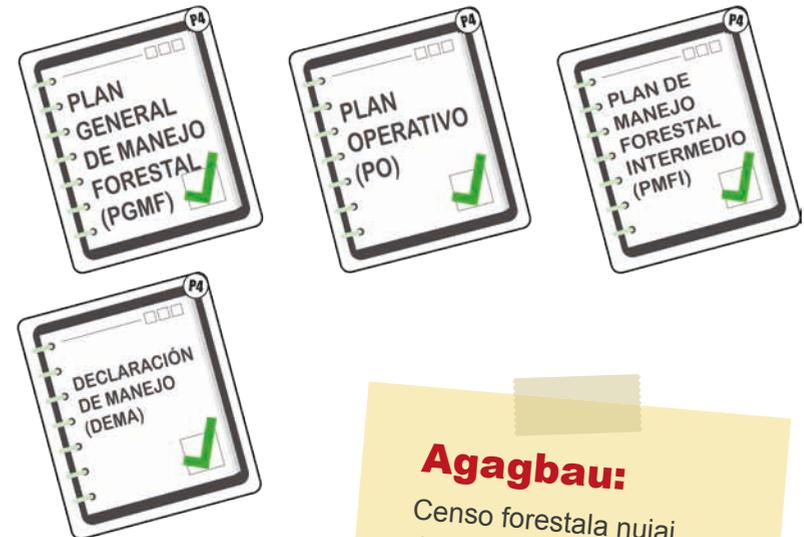 P4
PLAN
GENERAL
DE MANEJO
FORESTAL
(PGMF)
P4
PLAN
OPERATIVO
(PO)
P4
PLAN DE
MANEJO
FORESTAL
INTERMEDIO
(PMFI)
P4
DECLARACIÓN
DE MANEJO
(DEMA)
Agagbau:
Censo forestala nujai